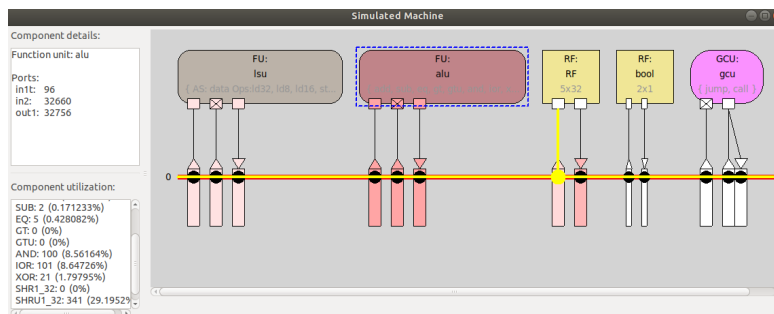 Simulated Machine
Component details:
Function unit: alu
Ports:
in1t: 96
in2: 32660
out1: 32756
Component utilization:
SUB: 2 (0.171233%)
EQ: 5 (0.428082%)
GT: 0 (0%)
GTU: 0 (0%)
AND: 100 (8.56164%)
IOR: 101 (8.64726%)
XOR: 21 (1.79795%)
SHR1_32: 0 (0%)
SHRU1_32: 341 (29.1952%
FU:
lsu
{ AS: data Ops:ld32, ld8, ld16, st...
FU:
alu
RF:
RF
5x32
RF:
bool
2x1
GCU:
gcu
{ jump, call }
0